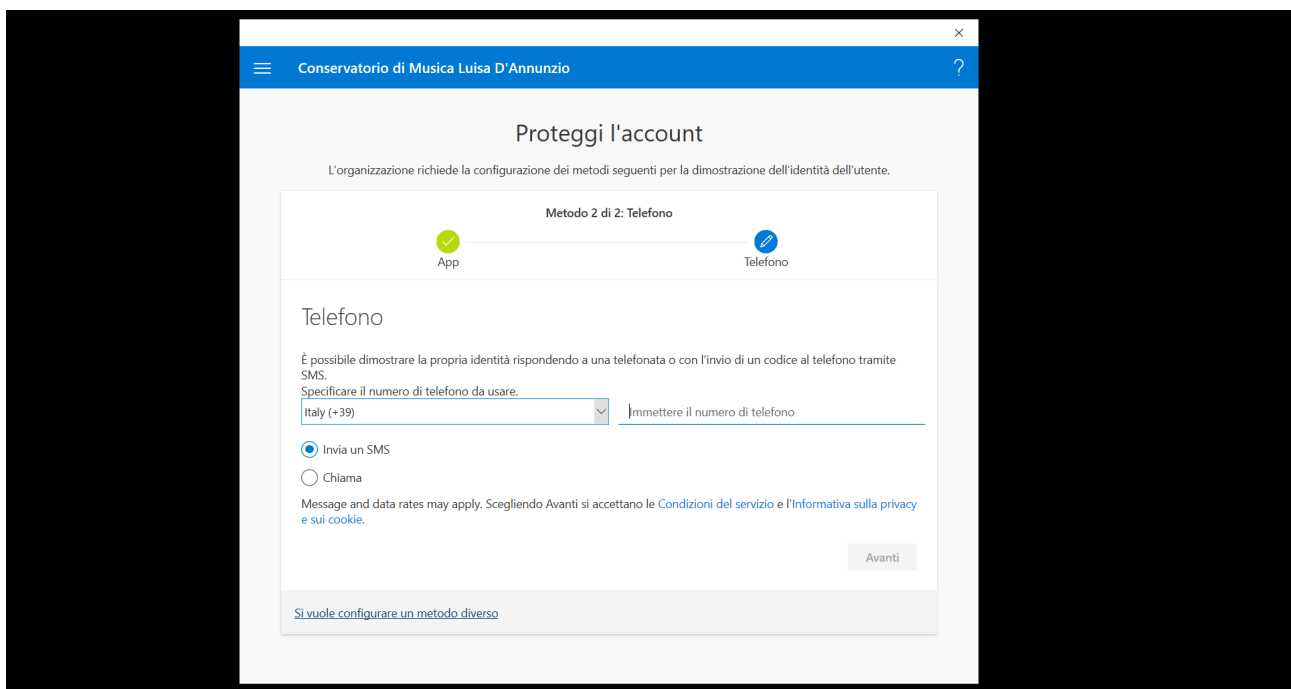 Conservatorio di Musica Luisa D'Annunzio
?
Proteggi l'account
L'organizzazione richiede la configurazione dei metodi seguenti per la dimostrazione dell'identità dell'utente.
Metodo 2 di 2: Telefono
App
Telefono
Telefono
È possibile dimostrare la propria identità rispondendo a una telefonata o con l'invio di un codice al telefono tramite
SMS.
Specificare il numero di telefono da usare.
Italy (+39)
Immettere il numero di telefono
Invia un SMS
Chiama
Message and data rates may apply. Scegliendo Avanti si accettano le Condizioni del servizio e l'Informativa sulla privacy
e sui cookie.
Avanti
Si vuole configurare un metodo diverso